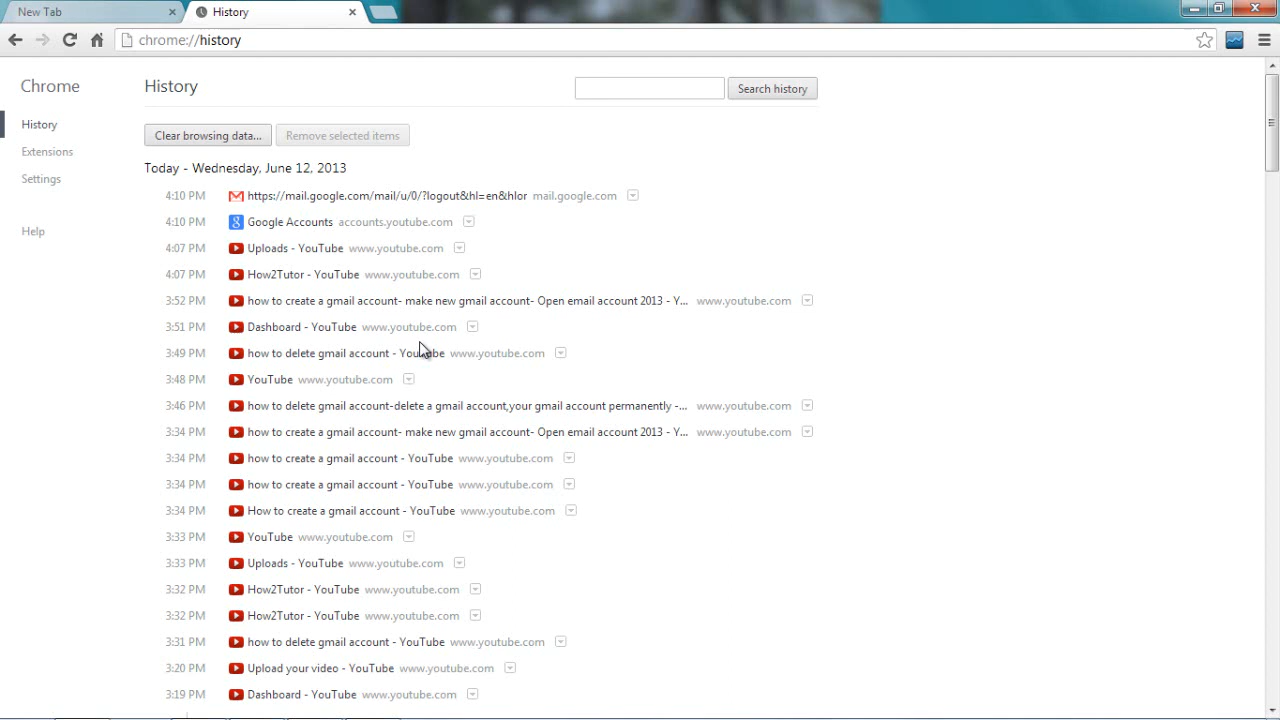 New Tab
History
chrome://history
Chrome
History
Search history
History
Extensions
Settings
Help
Clear browsing data...
Remove selected items
Today - Wednesday, June 12, 2013
4:10 PM https://mail.google.com/mail/u/0/?logout&hl=en&hlor mail.google.com
4:10 PM Google Accounts accounts.youtube.com
4:07 PM Uploads - YouTube www.youtube.com
4:07 PM How2Tutor - YouTube www.youtube.com
3:52 PM how to create a gmail account- make new gmail account- Open email account 2013 - Y... www.youtube.com
3:51 PM Dashboard - YouTube www.youtube.com
3:49 PM how to delete gmail account - YouTube www.youtube.com
3:48 PM YouTube www.youtube.com
3:46 PM how to delete gmail account-delete a gmail account,your gmail account permanently -... www.youtube.com
3:34 PM how to create a gmail account- make new gmail account- Open email account 2013 - Y... www.youtube.com
3:34 PM how to create a gmail account - YouTube www.youtube.com
3:34 PM how to create a gmail account - YouTube www.youtube.com
3:34 PM How to create a gmail account - YouTube www.youtube.com
3:33 PM YouTube www.youtube.com
3:33 PM Uploads - YouTube www.youtube.com
3:32 PM How2Tutor - YouTube www.youtube.com
3:32 PM How2Tutor - YouTube www.youtube.com
3:31 PM how to delete gmail account - YouTube www.youtube.com
3:20 PM Upload your video - YouTube www.youtube.com
3:19 PM Dashboard - YouTube www.youtube.com